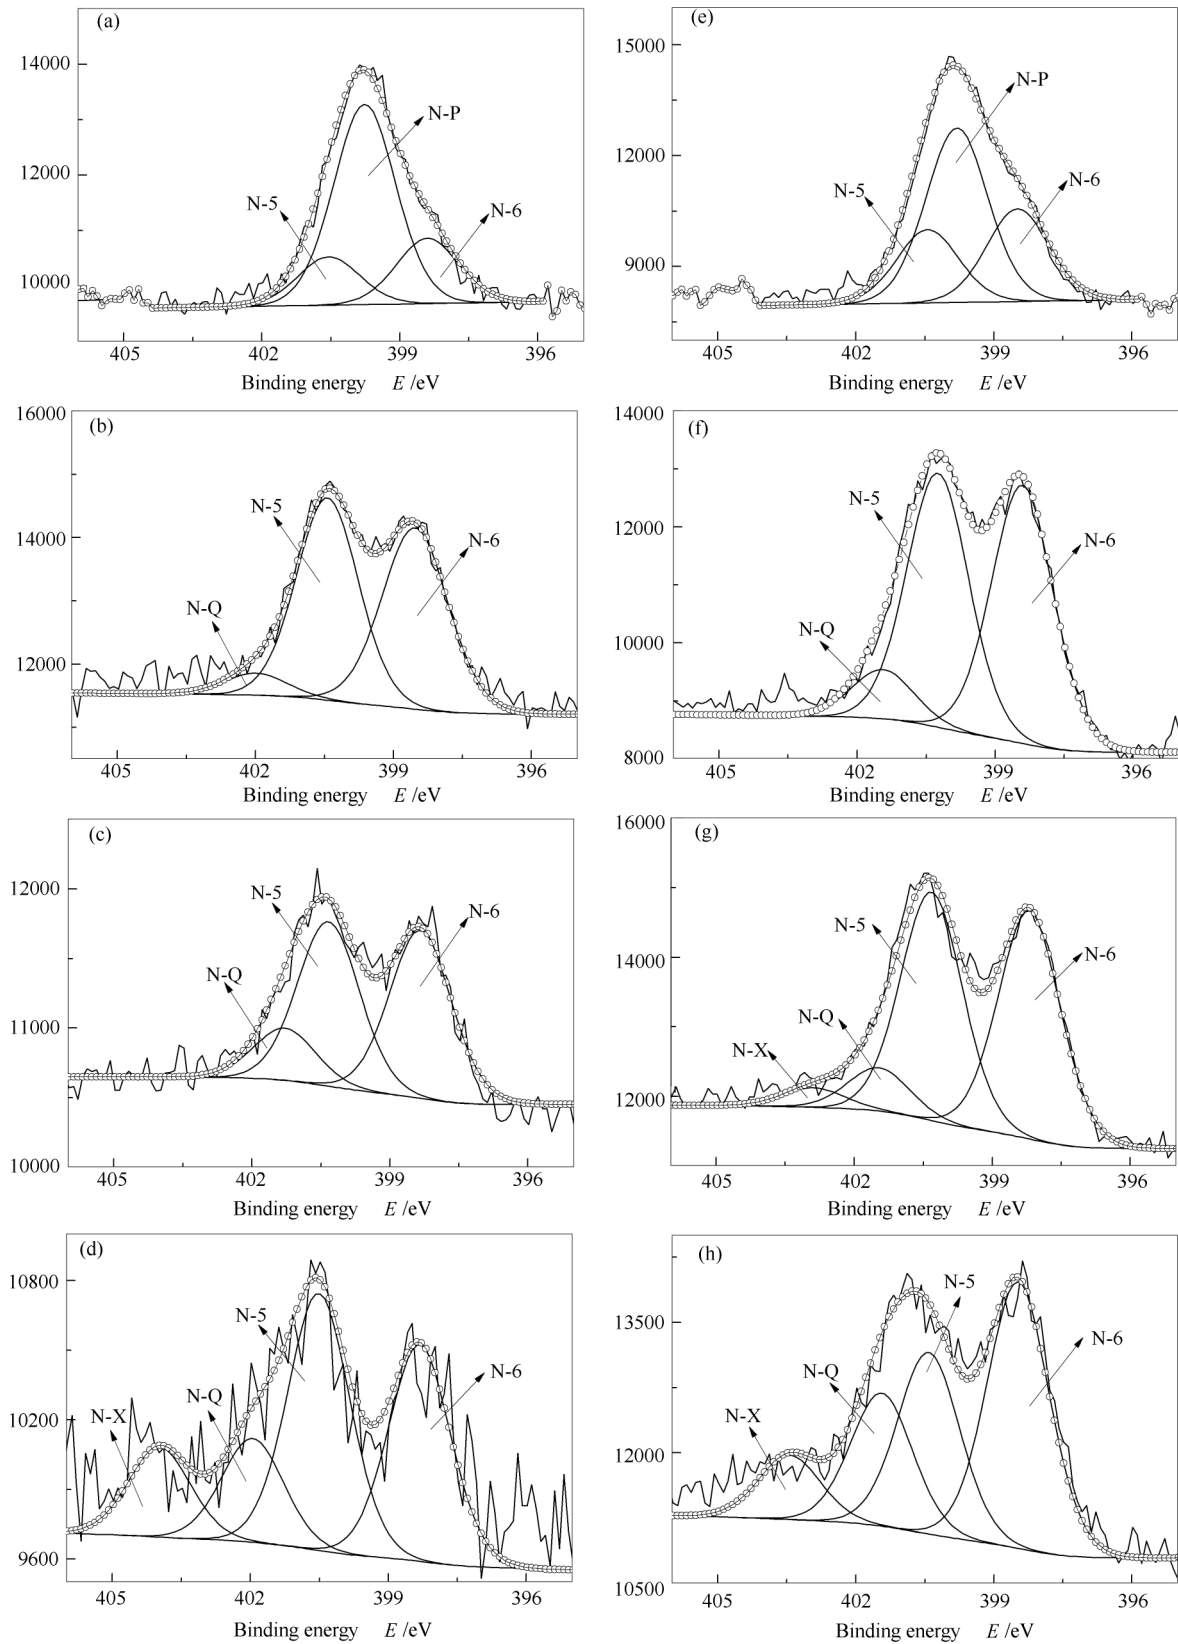 (a)
14000
N-P
12000
N-5
N-6
10000
405 402 399 396
Binding energy E /eV
(e)
15000
N-P
12000
N-5
N-6
9000
405 402 399 396
Binding energy E /eV
16000
(b)
N-5
14000
N-6
N-Q
12000
405 402 399 396
Binding energy E /eV
14000
(f)
N-5
12000
N-6
N-Q
10000
8000
405 402 399 396
Binding energy E /eV
(c)
12000
N-5
N-6
N-Q
11000
10000
405 402 399 396
Binding energy E /eV
16000
(g)
N-5
14000
N-6
N-Q
N-X
12000
405 402 399 396
Binding energy E /eV
(d)
10800
N-5
N-6
N-Q
10200
N-X
9600
405 402 399 396
Binding energy E /eV
(h)
N-5
13500
N-6
N-Q
N-X
12000
10500
405 402 399 396
Binding energy E /eV